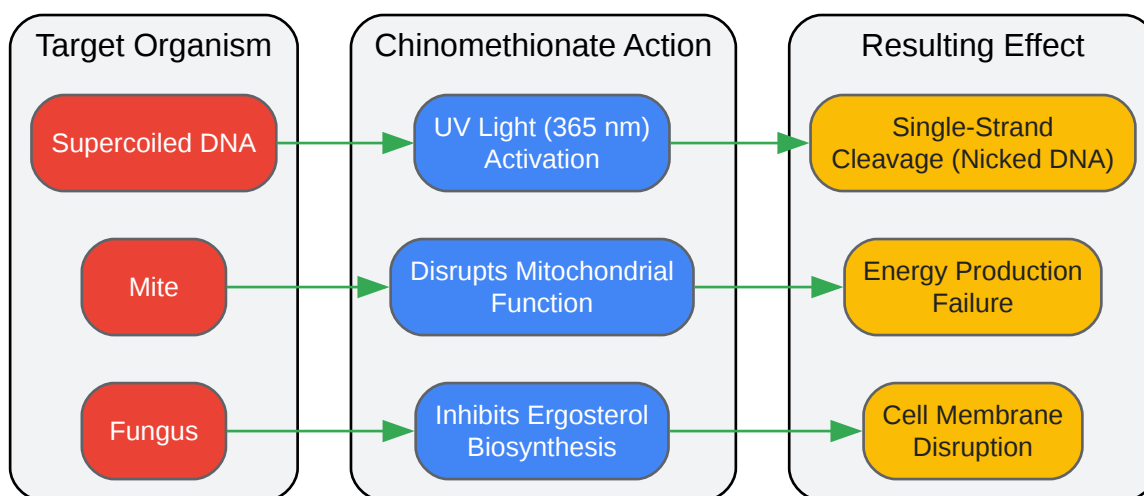 Target Organism
Chinomethionate Action
Resulting Effect
Supercoiled DNA
UV Light (365 nm)
Activation
Single-Strand
Cleavage (Nicked DNA)
Mite
Disrupts Mitochondrial
Function
Energy Production
Failure
Fungus
Inhibits Ergosterol
Biosynthesis
Cell Membrane
Disruption